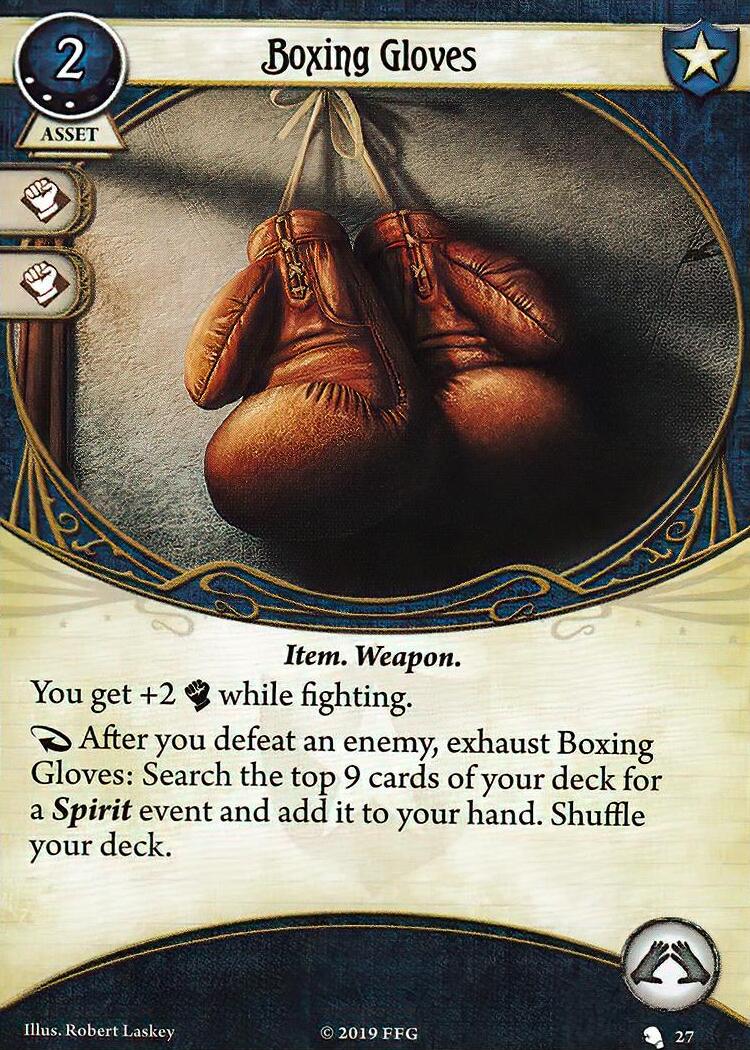 2
Boxing Gloves
ASSET
Item. Weapon.
You get +2 while fighting.
After you defeat an enemy, exhaust Boxing
Gloves: Search the top 9 cards of your deck for
a Spirit event and add it to your hand. Shuffle
your deck.
Illus. Robert Laskey
© 2019 FFG
27